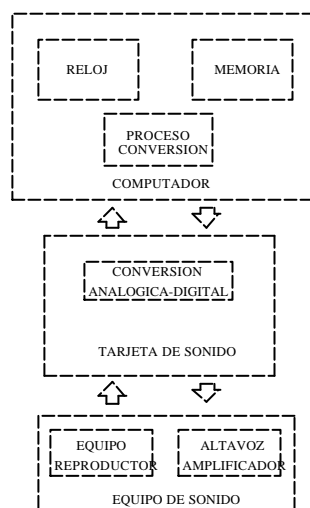 RELOJ
MEMORIA
PROCESO
CONVERSION
COMPUTADOR
CONVERSION
ANALOGICA-DIGITAL
TARJETA DE SONIDO
EQUIPO
REPRODUCTOR
ALTAVOZ
AMPLIFICADOR
EQUIPO DE SONIDO